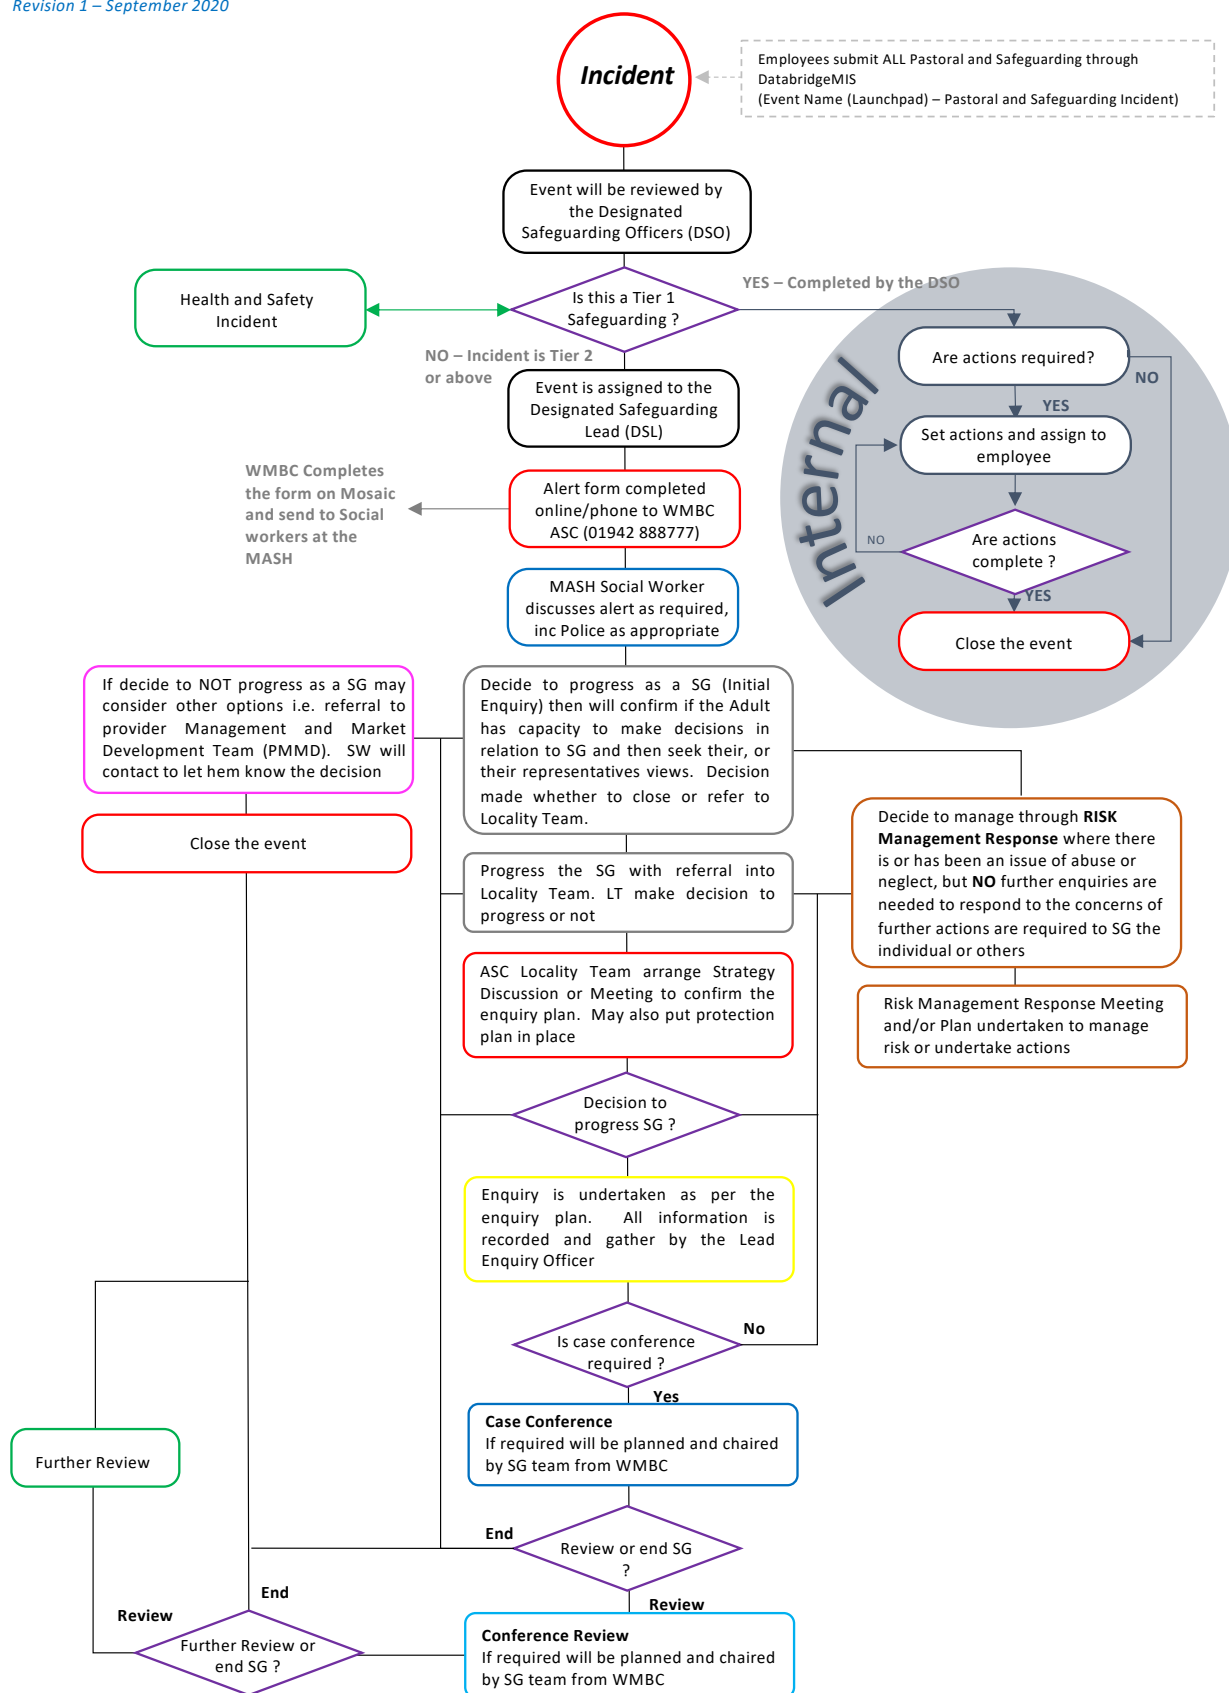 Revision 1 – September 2020
Incident
Employees submit ALL Pastoral and Safeguarding through
DatabridgeMIS
(Event Name (Launchpad) – Pastoral and Safeguarding Incident)
Event will be reviewed by
the Designated
Safeguarding Officers (DSO)
Health and Safety
Incident
Is this a Tier 1
Safeguarding ?
YES – Completed by the DSO
NO – Incident is Tier 2
or above
Internal
Are actions required?
NO
YES
Set actions and assign to
employee
NO
Are actions
complete ?
YES
Close the event
Event is assigned to the
Designated Safeguarding
Lead (DSL)
WMBC Completes
the form on Mosaic
and send to Social
workers at the
MASH
Alert form completed
online/phone to WMBC
ASC (01942 888777)
MASH Social Worker
discusses alert as required,
inc Police as appropriate
If decide to NOT progress as a SG may
consider other options i.e. referral to
provider Management and Market
Development Team (PMMD). SW will
contact to let hem know the decision
Close the event
Decide to progress as a SG (Initial
Enquiry) then will confirm if the Adult
has capacity to make decisions in
relation to SG and then seek their, or
their representatives views. Decision
made whether to close or refer to
Locality Team.
Decide to manage through RISK
Management Response where there
is or has been an issue of abuse or
neglect, but NO further enquiries are
needed to respond to the concerns of
further actions are required to SG the
individual or others
Progress the SG with referral into
Locality Team. LT make decision to
progress or not
ASC Locality Team arrange Strategy
Discussion or Meeting to confirm the
enquiry plan. May also put protection
plan in place
Risk Management Response Meeting
and/or Plan undertaken to manage
risk or undertake actions
Decision to
progress SG ?
Enquiry is undertaken as per the
enquiry plan. All information is
recorded and gather by the Lead
Enquiry Officer
Is case conference
required ?
No
Yes
Case Conference
If required will be planned and chaired
by SG team from WMBC
Further Review
End
Review or end SG
?
Review
End
Review
Further Review or
end SG ?
Conference Review
If required will be planned and chaired
by SG team from WMBC